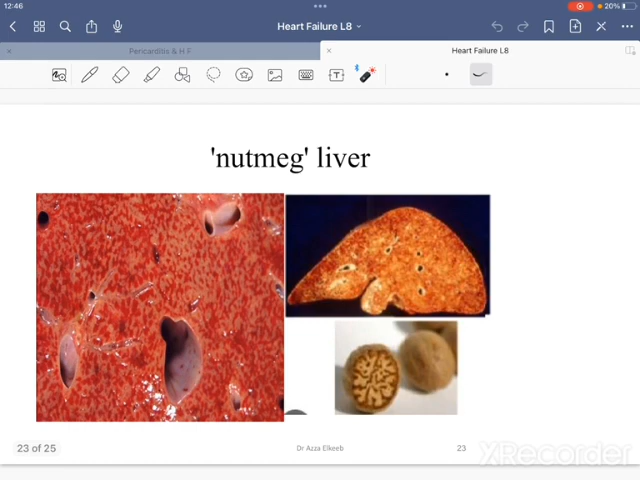 12:46
20%
Heart Failure L8
Pericarditis & H F
Heart Failure L8
T
'nutmeg' liver
23 of 25
Dr Azza Elkeeb
23
XRecorder